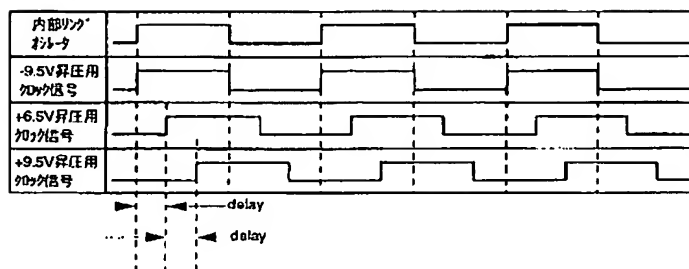 内部リング
オシレータ
-9.5V昇圧用
クロック信号
+6.5V昇圧用
クロック信号
+9.5V昇圧用
クロック信号
delay
delay